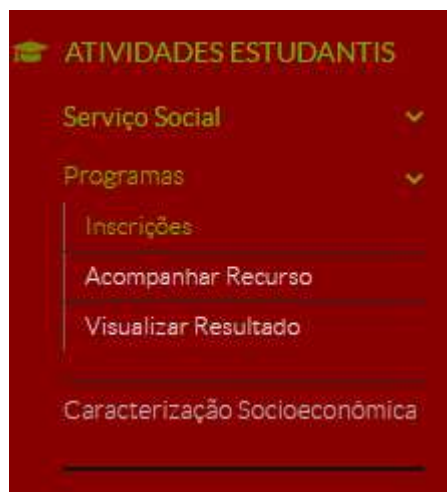 ATIVIDADES ESTUDANTIS
Serviço Social
Programas
Inscrições
Acompanhar Recurso
Visualizar Resultado
Caracterização Socioeconômica